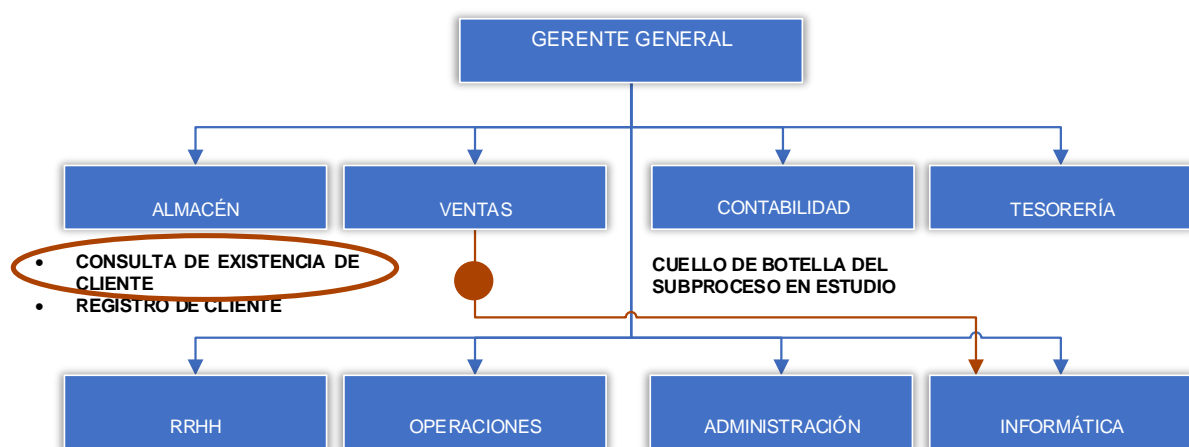 GERENTE GENERAL
ALMACÉN
VENTAS
CONTABILIDAD
TESORERÍA
• CONSULTA DE EXISTENCIA DE
CLIENTE
• REGISTRO DE CLIENTE
CUELLO DE BOTELLA DEL
SUBPROCESO EN ESTUDIO
RRHH
OPERACIONES
ADMINISTRACIÓN
INFORMÁTICA